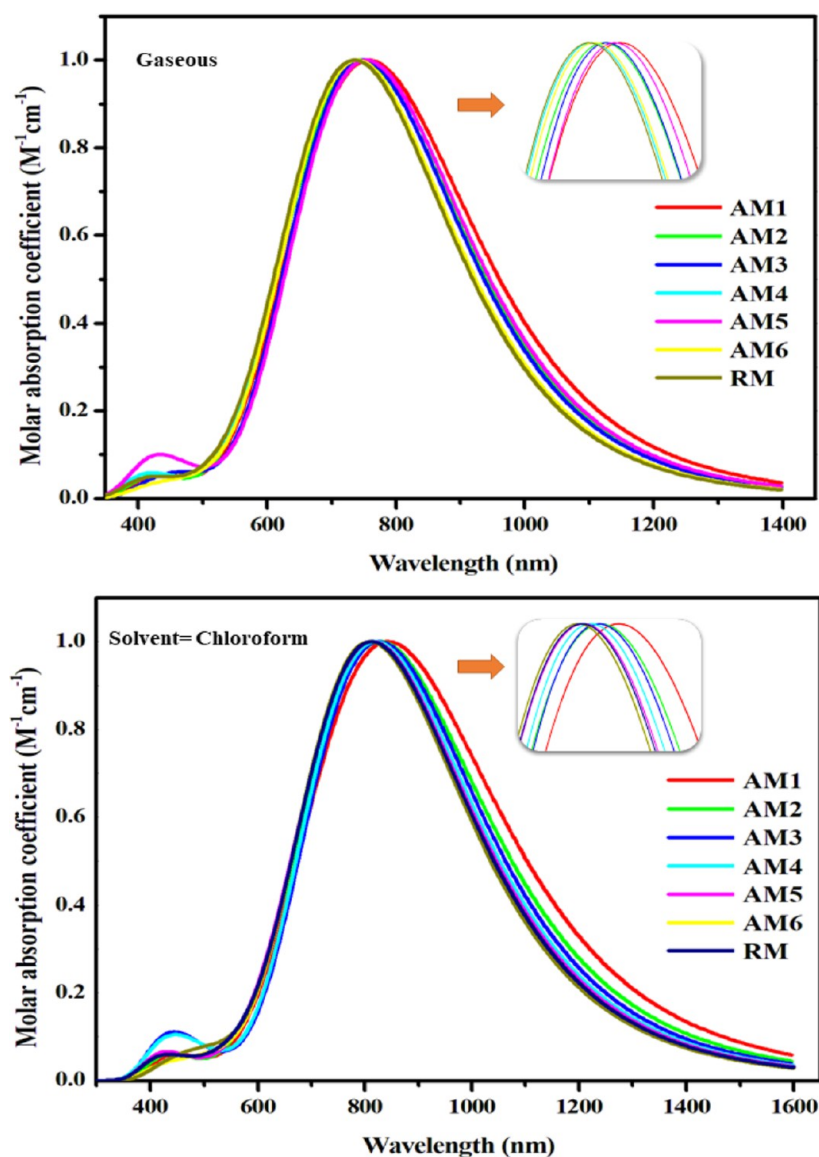 Gaseous
Molar absorption coefficient (M⁻¹cm⁻¹)
1.0
0.8
0.6
0.4
0.2
0.0
AM1
AM2
AM3
AM4
AM5
AM6
RM
400 600 800 1000 1200 1400
Wavelength (nm)
Solvent= Chloroform
Molar absorption coefficient (M⁻¹cm⁻¹)
1.0
0.8
0.6
0.4
0.2
0.0
AM1
AM2
AM3
AM4
AM5
AM6
RM
400 600 800 1000 1200 1400 1600
Wavelength (nm)